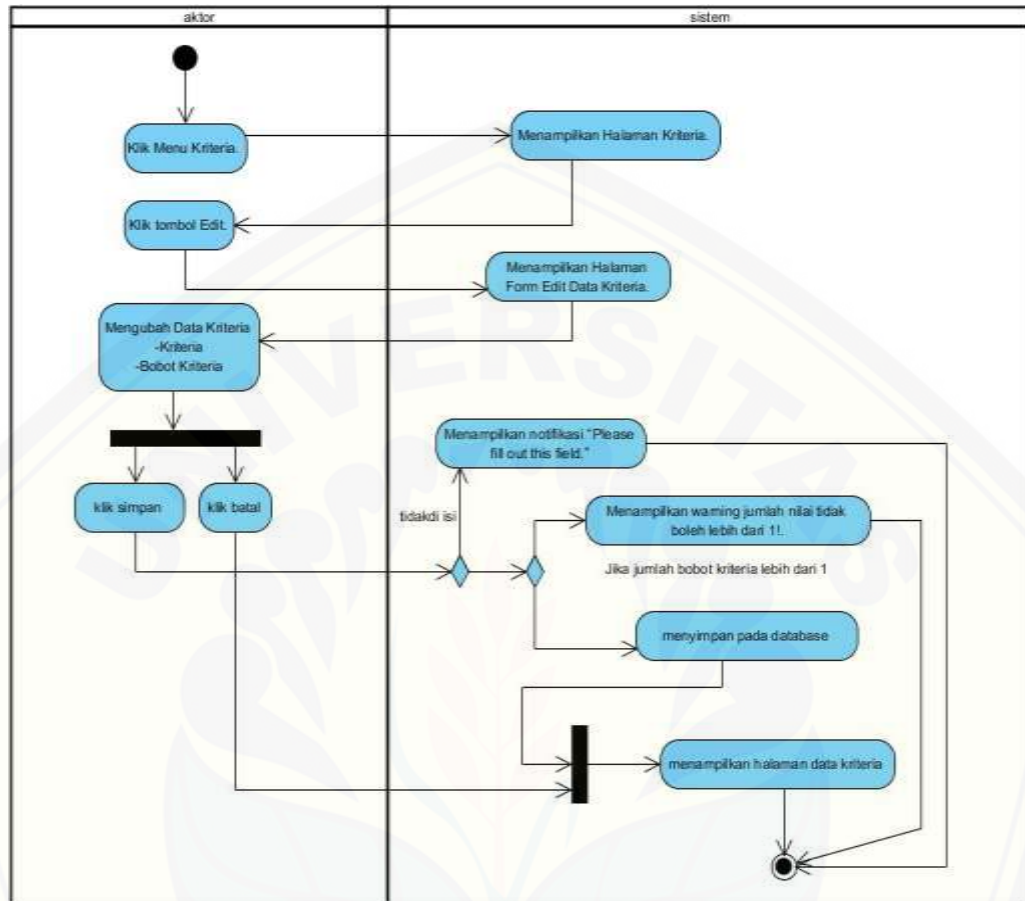 aktor
sistem
Klik Menu Kriteria.
Menampilkan Halaman Kriteria.
Klik tombol Edit.
Menampilkan Halaman
Form Edit Data Kriteria.
Mengubah Data Kriteria
-Kriteria
-Bobot Kriteria
Menampilkan notifikasi "Please
fill out this field."
klik simpan
klik batal
tidakdi isi
Menampilkan warning jumlah nilai tidak
boleh lebih dari 1!.
Jika jumlah bobot kriteria lebih dari 1
menyimpan pada database
menampilkan halaman data kriteria
UNIVERSITAS